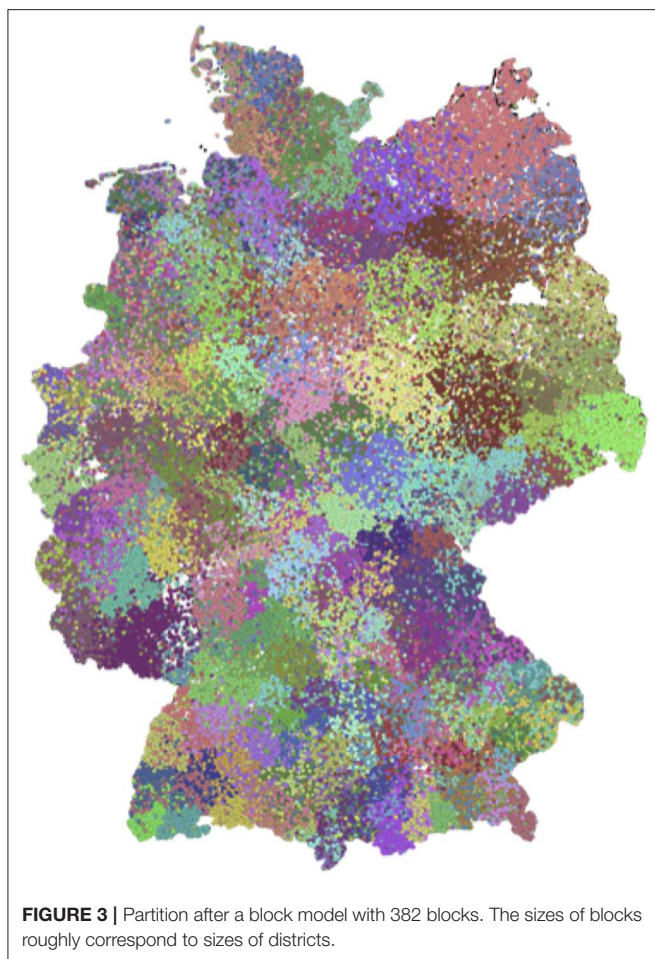 FIGURE 3 | Partition after a block model with 382 blocks. The sizes of blocks
roughly correspond to sizes of districts.